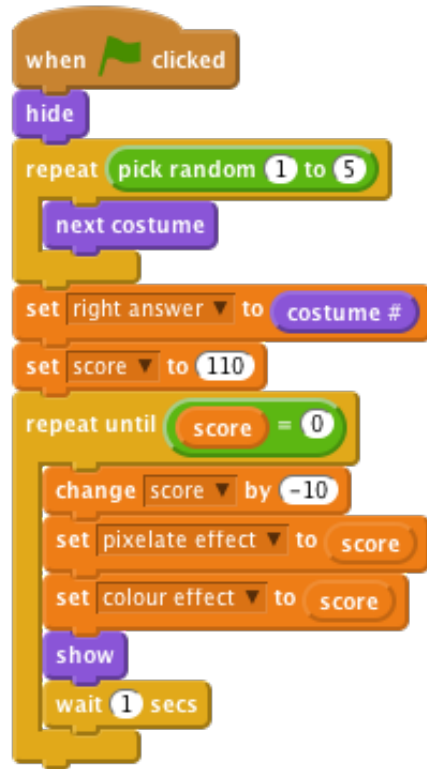 when clicked
hide
repeat pick random 1 to 5
next costume
set right answer to costume #
set score to 110
repeat until score = 0
change score by -10
set pixelate effect to score
set colour effect to score
show
wait 1 secs